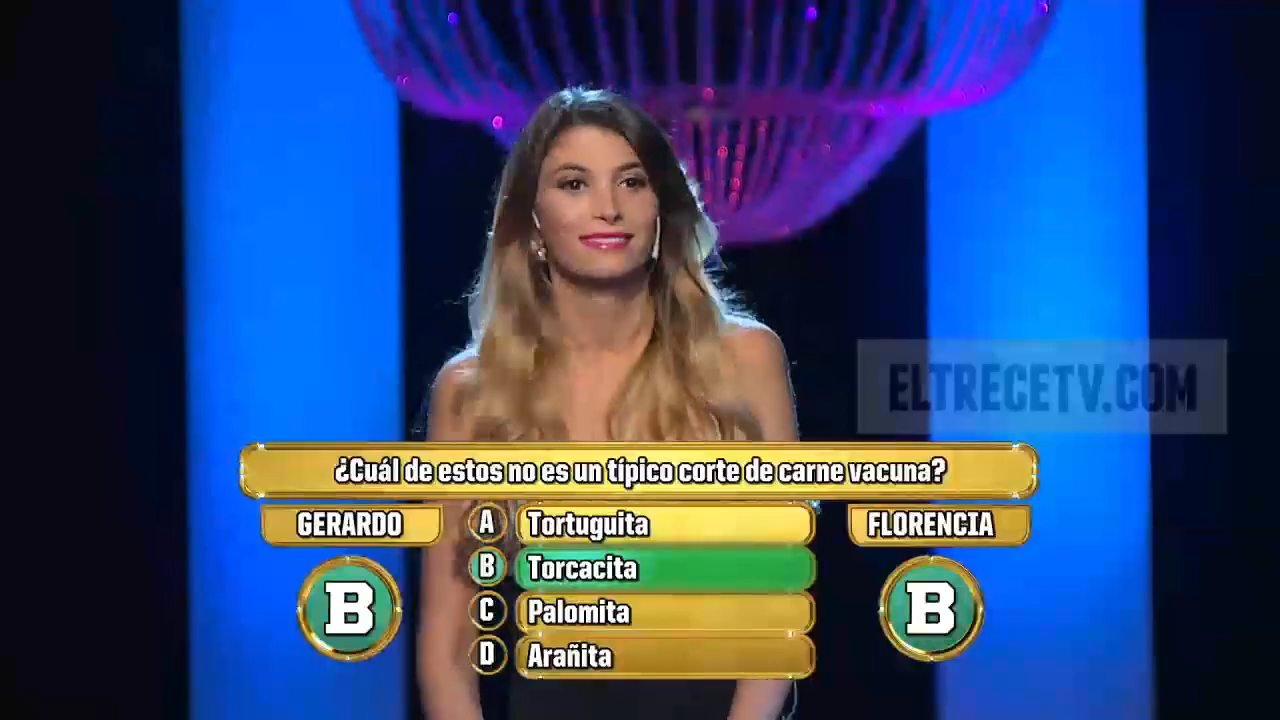 ELTRECETV.COM
¿Cuál de estos no es un típico corte de carne vacuna?
GERARDO
A Tortuguita
FLORENCIA
B Torcacita
B
C Palomita
B
D Arañita